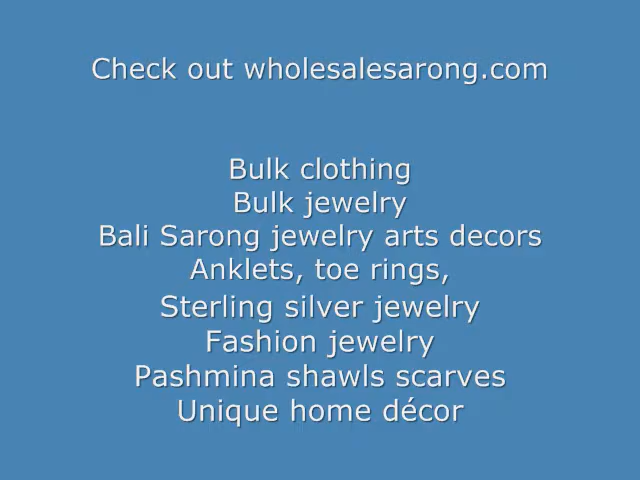 Check out wholesalesarong.com
Bulk clothing
Bulk jewelry
Bali Sarong jewelry arts decors
Anklets, toe rings,
Sterling silver jewelry
Fashion jewelry
Pashmina shawls scarves
Unique home décor